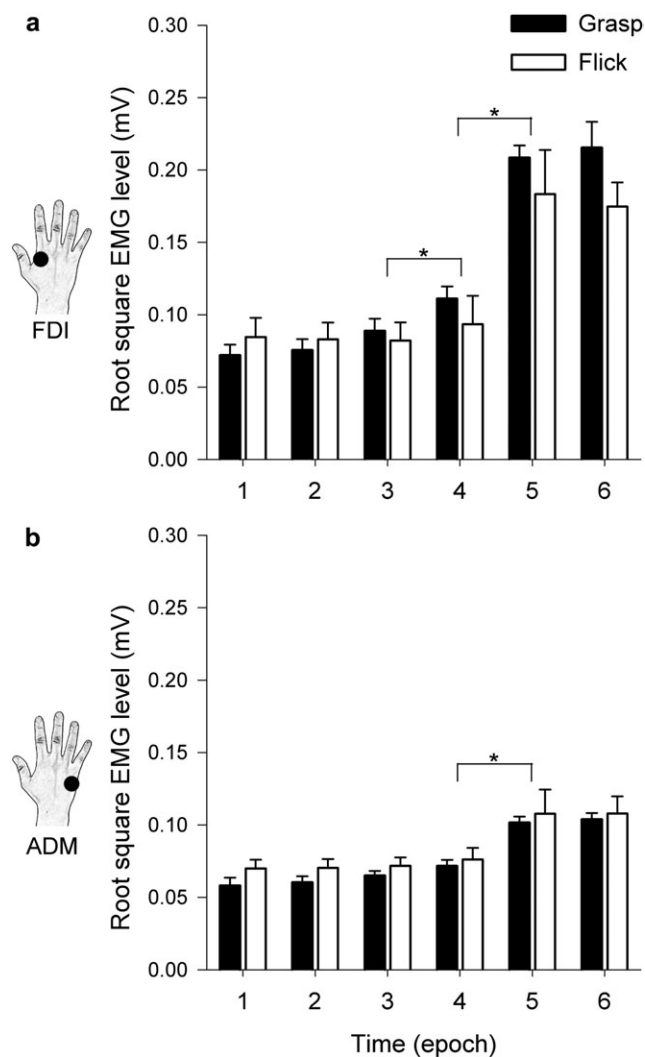 a
Grasp
Flick
Root square EMG level (mV)
0.30
0.25
0.20
0.15
0.10
0.05
0.00
*
*
FDI
1 2 3 4 5 6
b
Root square EMG level (mV)
0.30
0.25
0.20
0.15
0.10
0.05
0.00
*
ADM
1 2 3 4 5 6
Time (epoch)